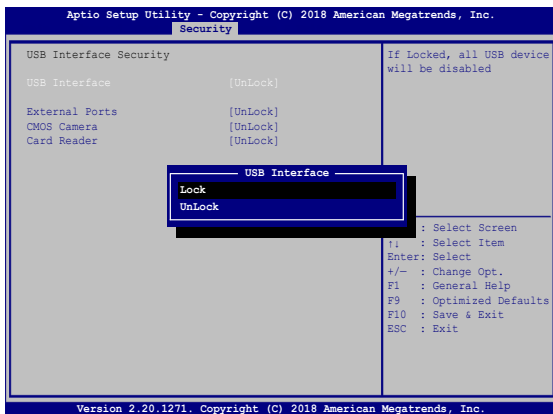 Aptio Setup Utility - Copyright (C) 2018 American Megatrends, Inc.
Security
USB Interface Security
USB Interface [UnLock]
External Ports [UnLock]
CMOS Camera [UnLock]
Card Reader [UnLock]
If Locked, all USB device
will be disabled
USB Interface
Lock
UnLock
: Select Screen
↑↓ : Select Item
Enter: Select
+/— : Change Opt.
F1 : General Help
F9 : Optimized Defaults
F10 : Save & Exit
ESC : Exit
Version 2.20.1271. Copyright (C) 2018 American Megatrends, Inc.